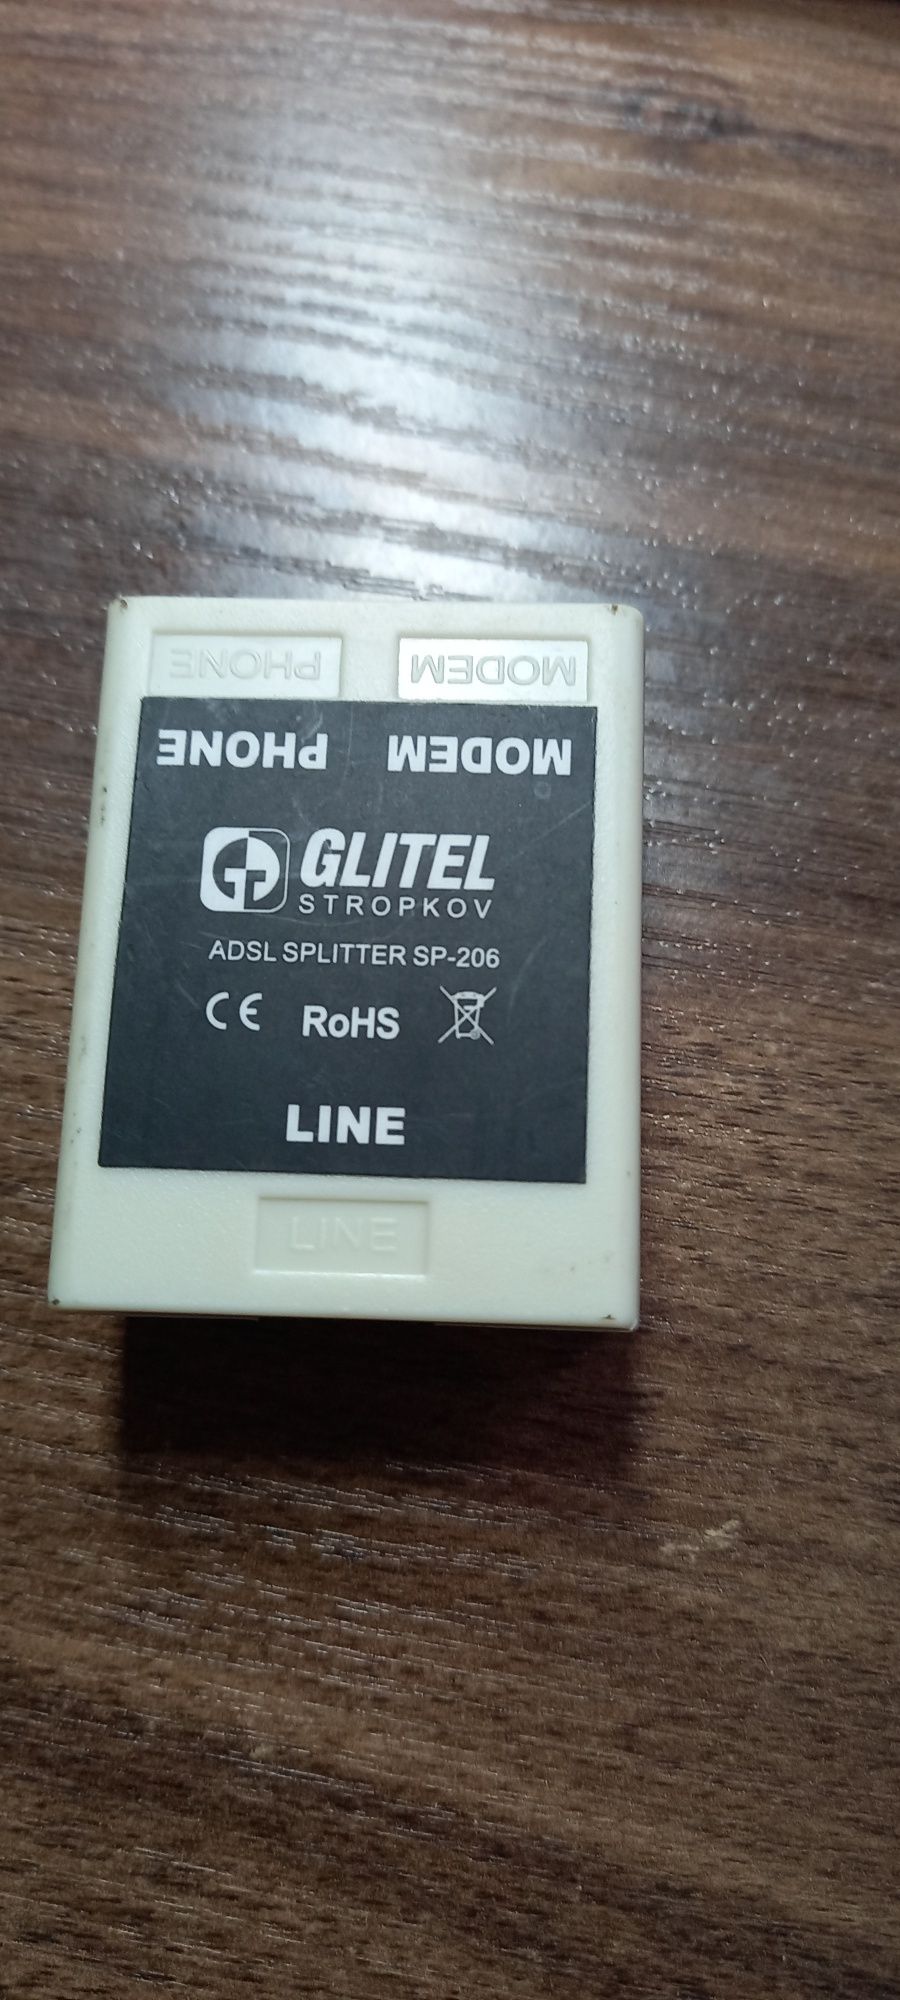 PHONE MODEM
PHONE MODEM
GLITEL
STROPKOV
ADSL SPLITTER SP-206
CE RoHS
LINE
LINE